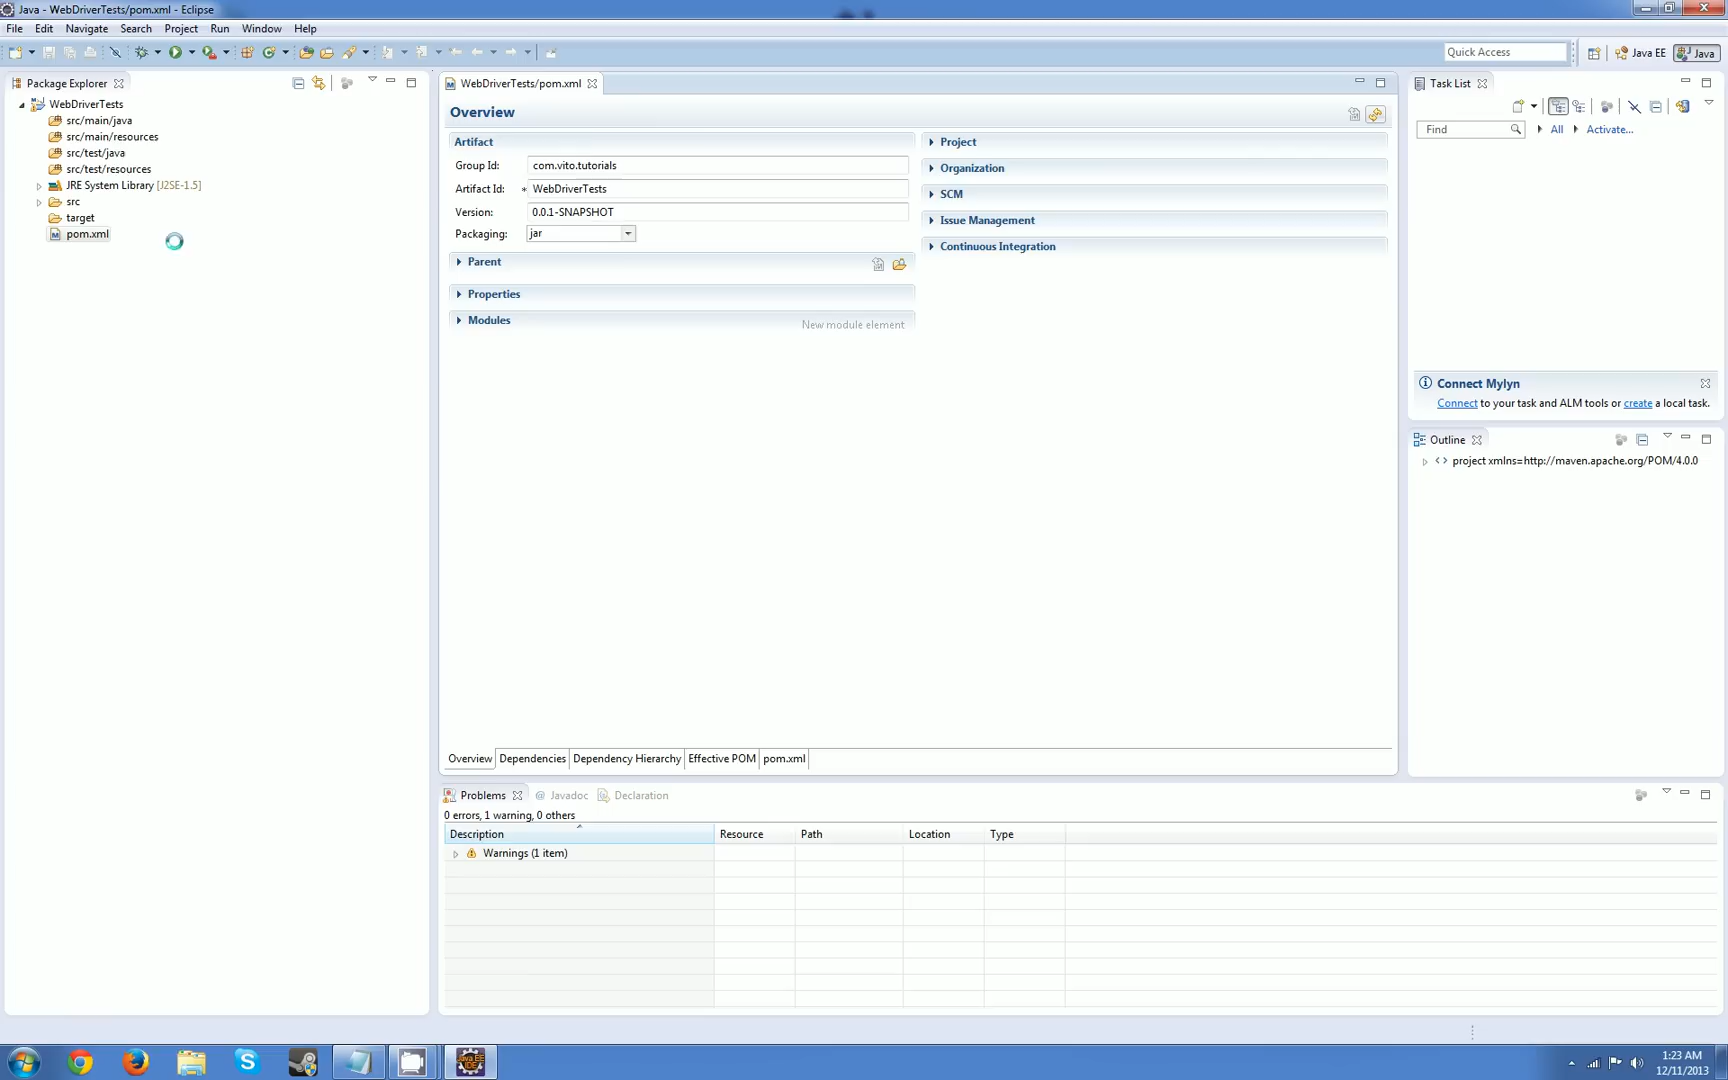 Java - WebDriverTests/pom.xml - Eclipse
File Edit Navigate Search Project Run Window Help
Quick Access
Java EE
Java
Package Explorer
WebDriverTests
src/main/java
src/main/resources
src/test/java
src/test/resources
JRE System Library [J2SE-1.5]
src
target
pom.xml
WebDriverTests/pom.xml
Overview
Artifact
Group Id: com.vito.tutorials
Artifact Id: * WebDriverTests
Version: 0.0.1-SNAPSHOT
Packaging: jar
Parent
Properties
Modules
New module element
Project
Organization
SCM
Issue Management
Continuous Integration
Overview Dependencies Dependency Hierarchy Effective POM pom.xml
Task List
Find All Activate...
Connect Mylyn
Connect to your task and ALM tools or create a local task.
Outline
project xmlns=http://maven.apache.org/POM/4.0.0
Problems @ Javadoc Declaration
0 errors, 1 warning, 0 others
Description Resource Path Location Type
Warnings (1 item)
Java EE
IDE
1:23 AM
12/11/2013